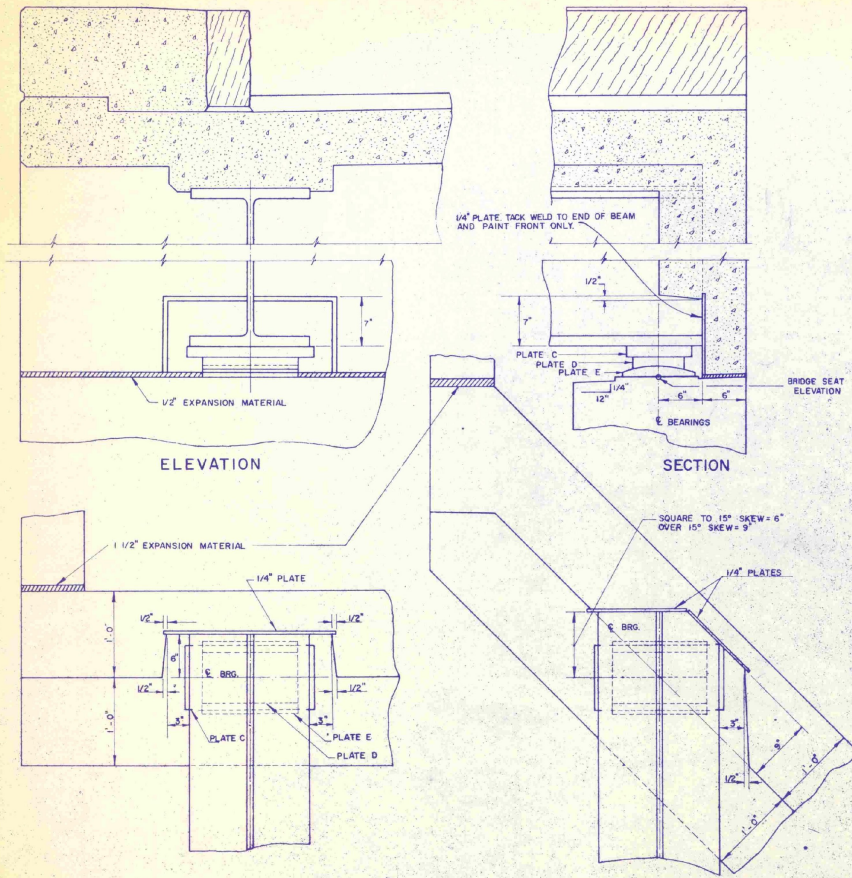 1/4" PLATE, TACK WELD TO END OF BEAM
AND PAINT FRONT ONLY.
1/2"
7"
7"
PLATE C
PLATE D
PLATE E
1/4"
12"
6"
6"
BRIDGE SEAT
ELEVATION
℄ BEARINGS
1/2" EXPANSION MATERIAL
ELEVATION
SECTION
SQUARE TO 15° SKEW = 6"
OVER 15° SKEW = 9"
1 1/2" EXPANSION MATERIAL
1/4" PLATE
1/4" PLATES
1/2"
1/2"
1'-0"
6"
℄ BRG.
℄ BRG.
1/2"
1/2"
3"
3"
3"
PLATE C
PLATE E
PLATE D
1'-0"
9"
1'-0"
1/2"
1'-0"